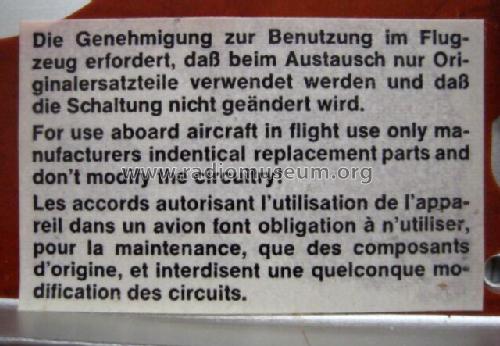 Die Genehmigung zur Benutzung im Flug-
zeug erfordert, daß beim Austausch nur Ori-
ginalersatzteile verwendet werden und daß
die Schaltung nicht geändert wird.
For use aboard aircraft in flight use only ma-
nufacturers indentical replacement parts and
don't modify the circuitry!
www.radiomuseum.org
Les accords autorisant l'utilisation de l'appa-
reil dans un avion font obligation à n'utiliser,
pour la maintenance, que des composants
d'origine, et interdisent une quelconque mo-
dification des circuits.